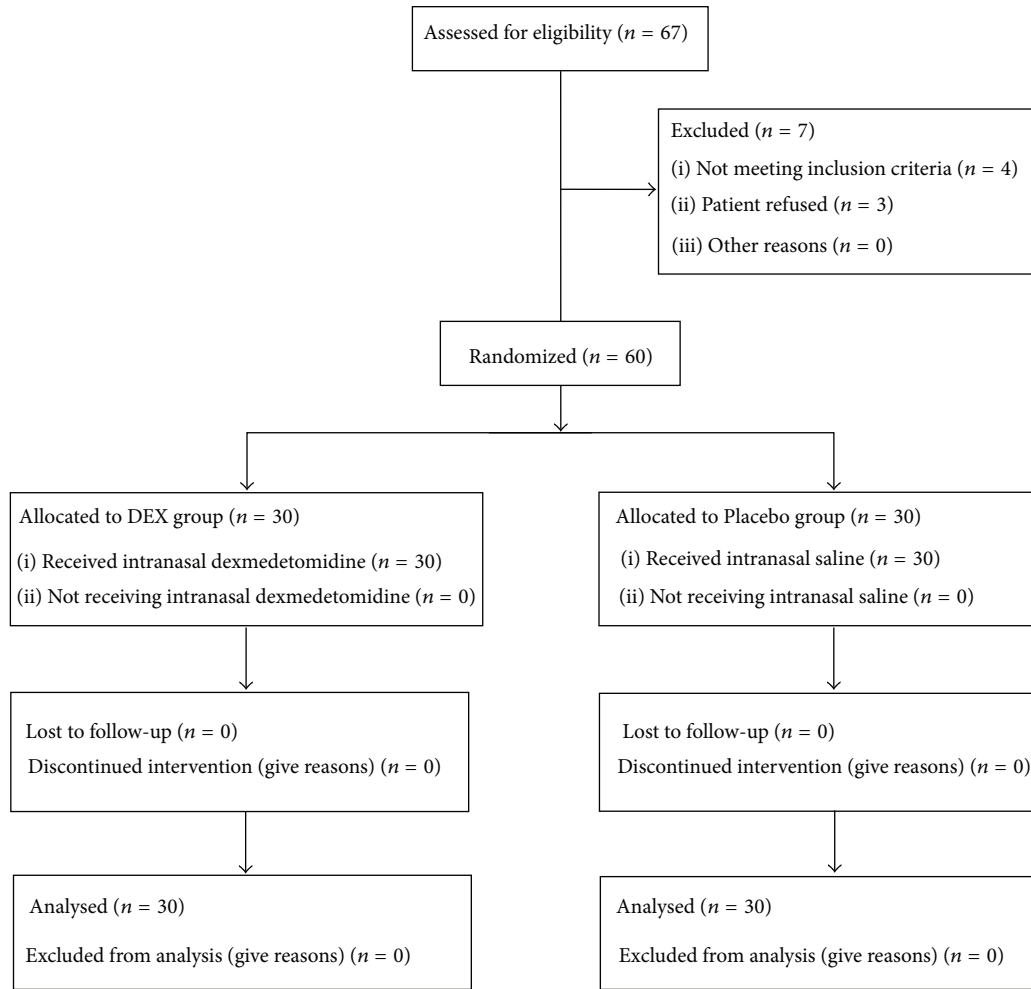 Assessed for eligibility (n = 67)
Excluded (n = 7)
(i) Not meeting inclusion criteria (n = 4)
(ii) Patient refused (n = 3)
(iii) Other reasons (n = 0)
Randomized (n = 60)
Allocated to DEX group (n = 30)
(i) Received intranasal dexmedetomidine (n = 30)
(ii) Not receiving intranasal dexmedetomidine (n = 0)
Allocated to Placebo group (n = 30)
(i) Received intranasal saline (n = 30)
(ii) Not receiving intranasal saline (n = 0)
Lost to follow-up (n = 0)
Discontinued intervention (give reasons) (n = 0)
Lost to follow-up (n = 0)
Discontinued intervention (give reasons) (n = 0)
Analysed (n = 30)
Excluded from analysis (give reasons) (n = 0)
Analysed (n = 30)
Excluded from analysis (give reasons) (n = 0)